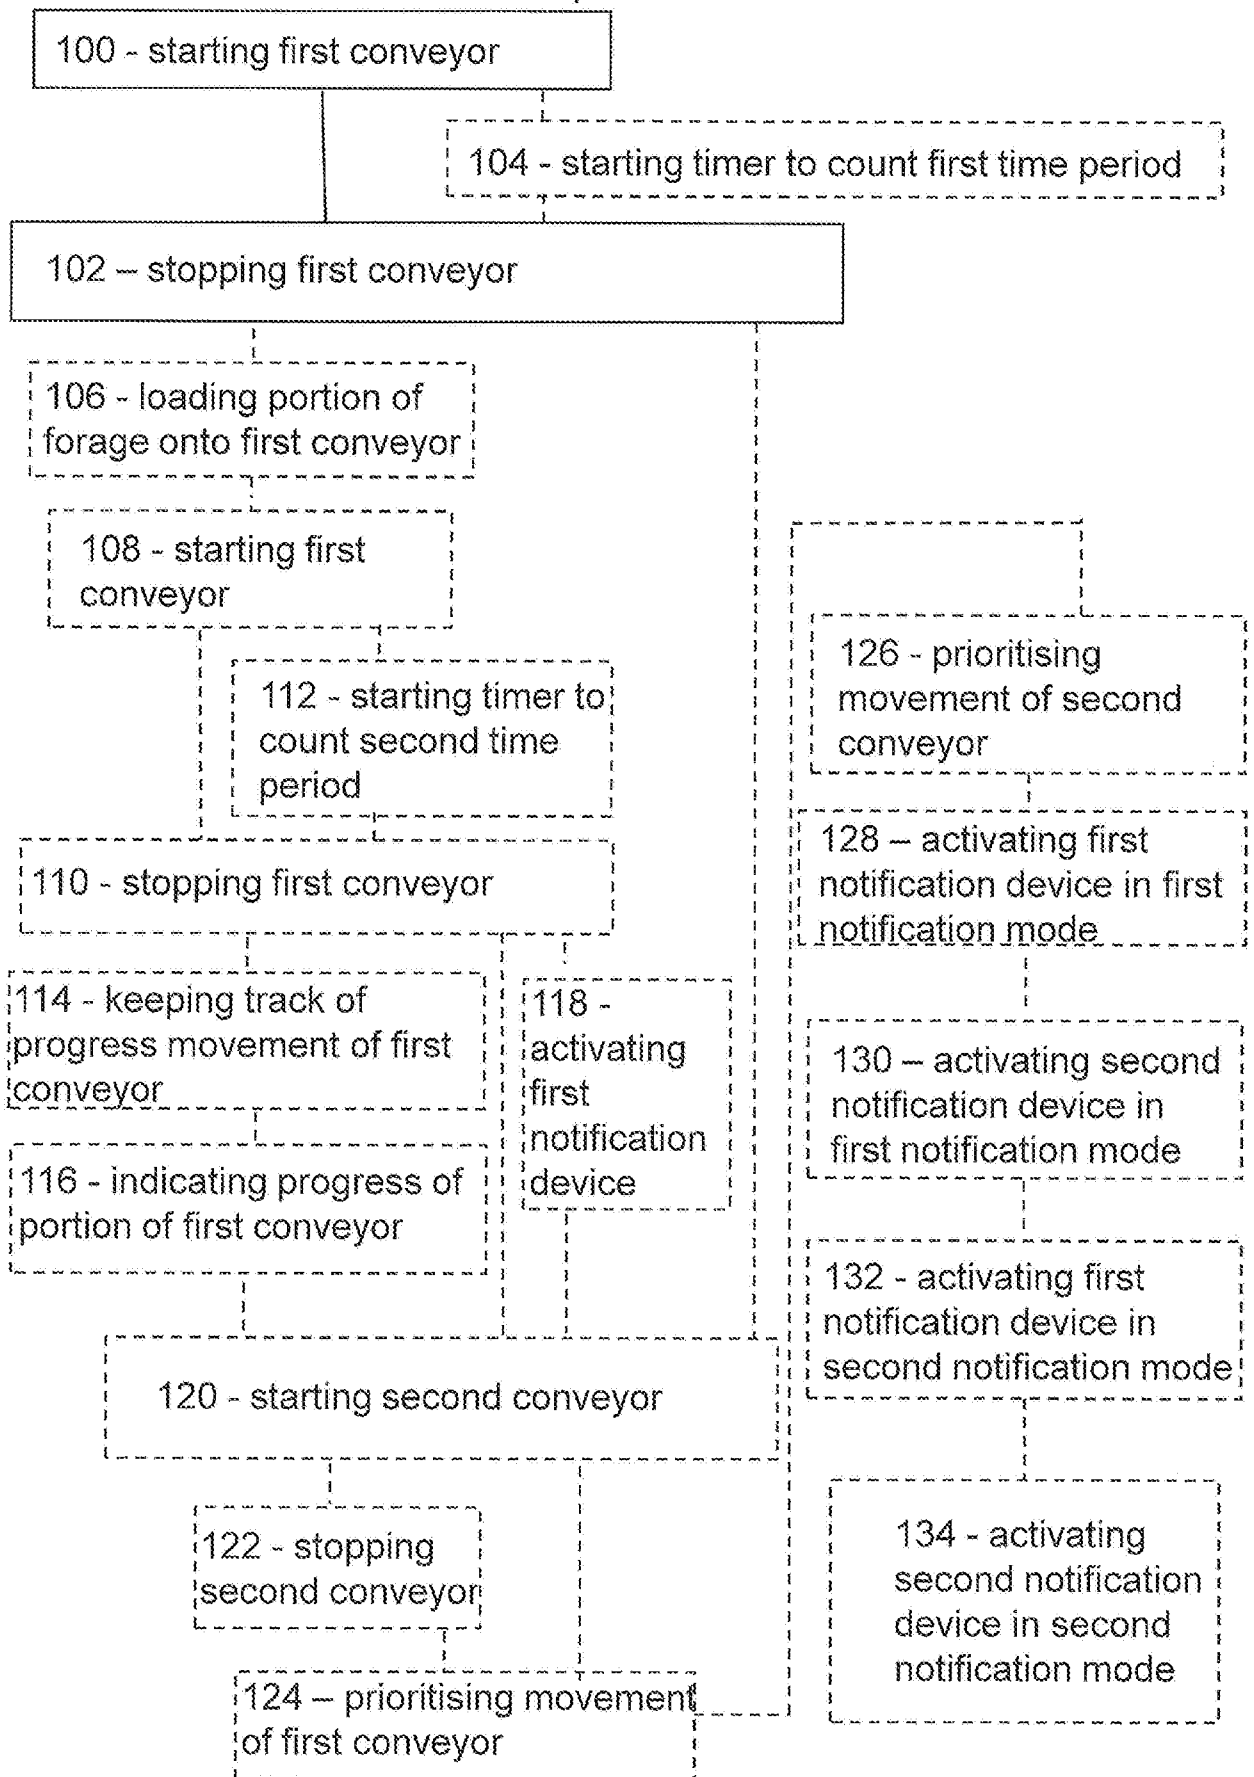 100 - starting first conveyor
104 - starting timer to count first time period
102 – stopping first conveyor
106 - loading portion of
forage onto first conveyor
108 - starting first
conveyor
112 - starting timer to
count second time
period
110 - stopping first conveyor
114 - keeping track of
progress movement of first
conveyor
116 - indicating progress of
portion of first conveyor
118 -
activating
first
notification
device
120 - starting second conveyor
122 - stopping
second conveyor
124 – prioritising movement
of first conveyor
126 - prioritising
movement of second
conveyor
128 – activating first
notification device in first
notification mode
130 – activating second
notification device in
first notification mode
132 - activating first
notification device in
second notification mode
134 - activating
second notification
device in second
notification mode